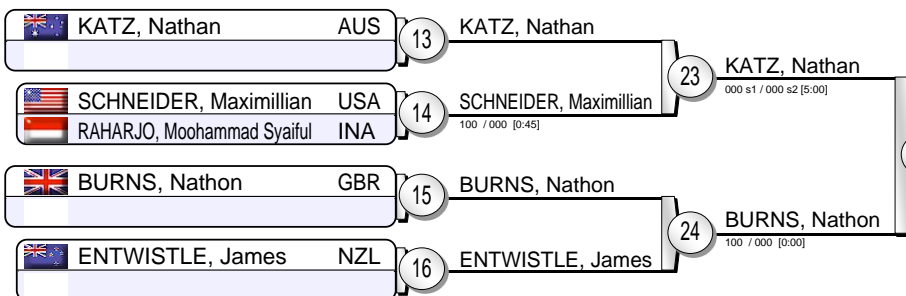 KATZ, Nathan AUS
13
KATZ, Nathan
SCHNEIDER, Maximillian USA
RAHARJO, Moohammad Syaiful INA
14
SCHNEIDER, Maximillian
100 / 000 [0:45]
23
KATZ, Nathan
000 s1 / 000 s2 [5:00]
BURNS, Nathon GBR
15
BURNS, Nathon
ENTWISTLE, James NZL
16
ENTWISTLE, James
24
BURNS, Nathon
100 / 000 [0:00]